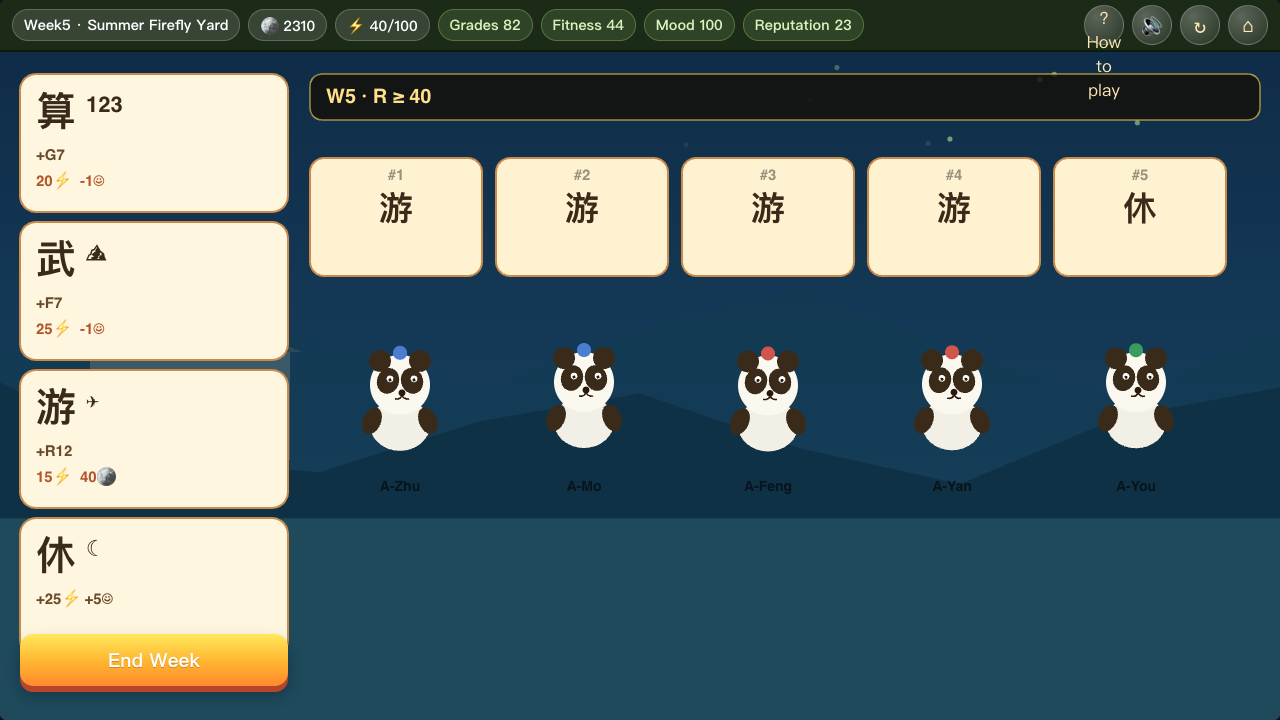 Week5 · Summer Firefly Yard
2310
40/100
Grades 82
Fitness 44
Mood 100
Reputation 23
?
How
to
play
算 123
+G7
20⚡ -1☺
武
+F7
25⚡ -1☺
游 ✈
+R12
15⚡ 40
休 ☾
+25⚡ +5☺
End Week
W5 · R ≥ 40
#1
游
#2
游
#3
游
#4
游
#5
休
A-Zhu
A-Mo
A-Feng
A-Yan
A-You